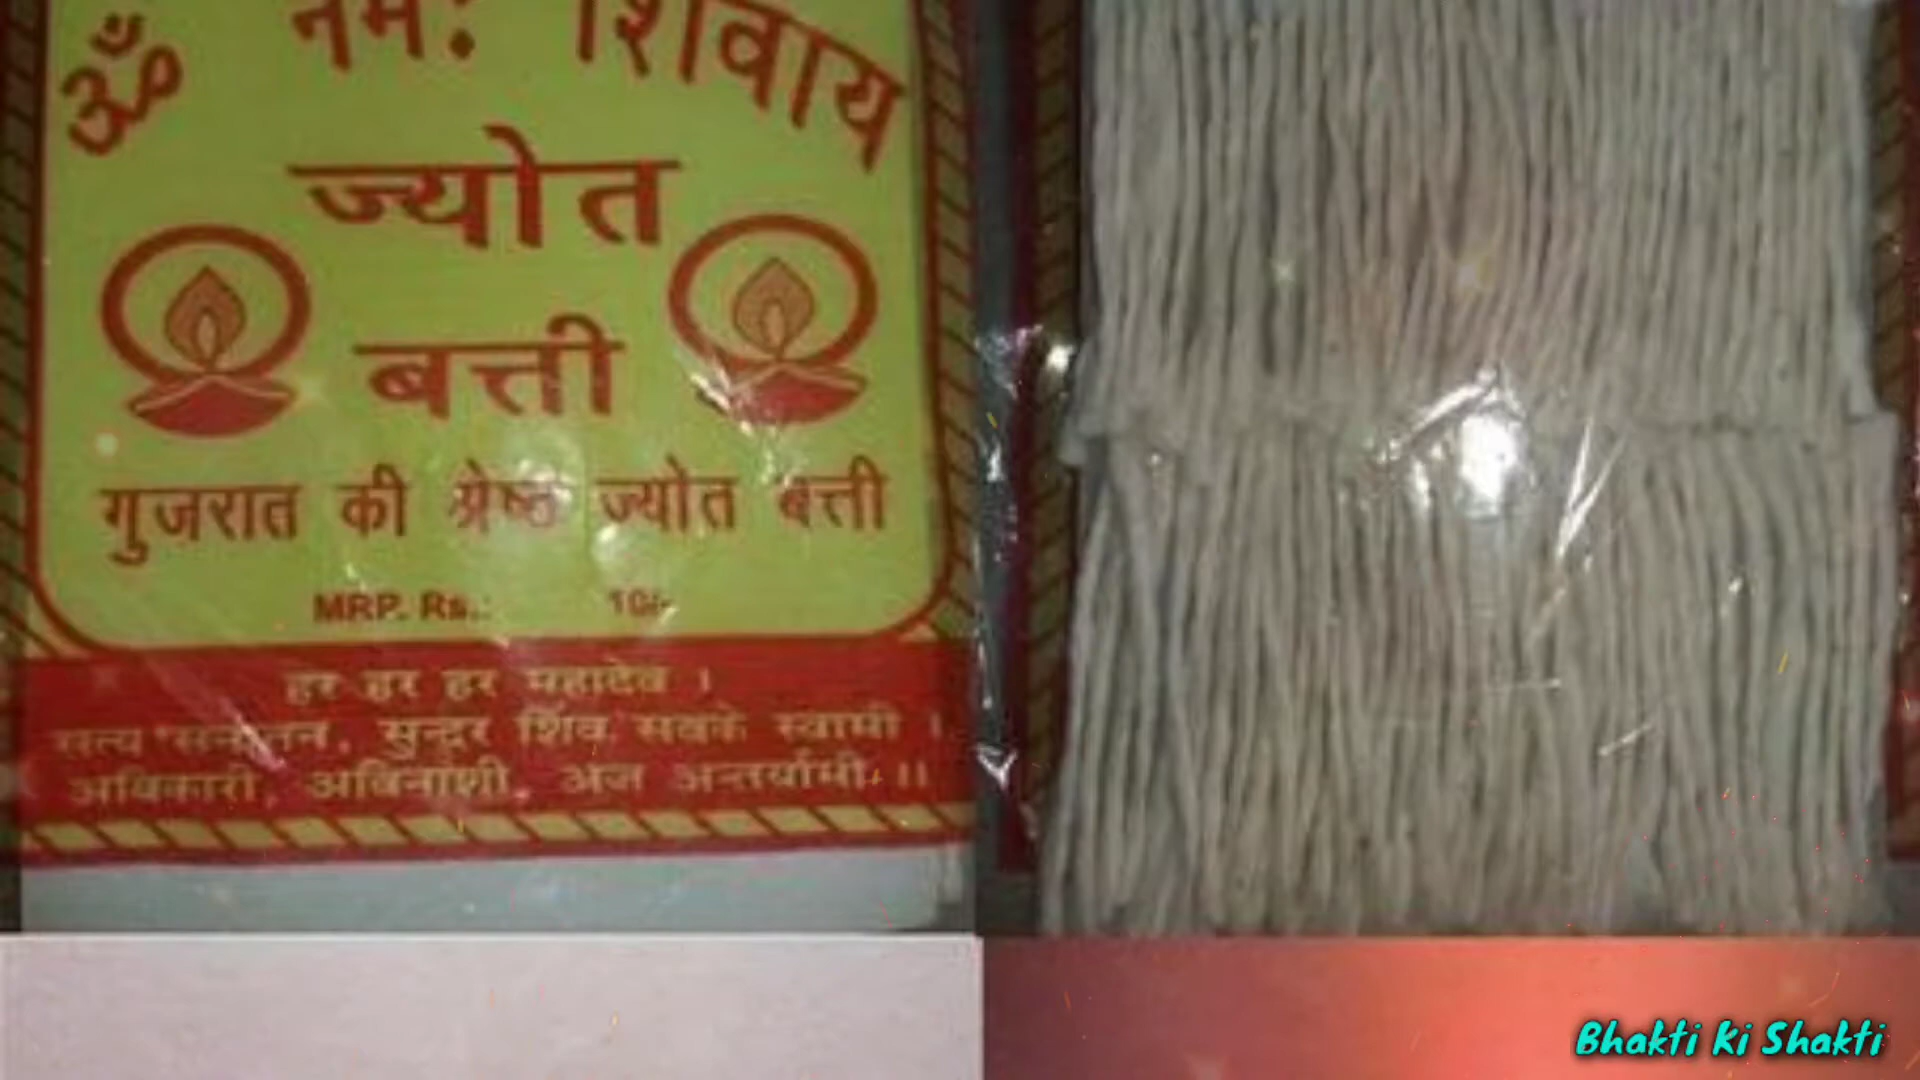 ॐ नमः शिवाय
ज्योत
बत्ती
गुजरात की श्रेष्ठ ज्योत बत्ती
MRP. Rs.: 10/-
हर हर हर महादेव ।
सत्य सनातन, सुन्दर शिव सबके स्वामी ।
अविकारी, अविनाशी, अज अन्तर्यामी ।।
Bhakti Ki Shakti